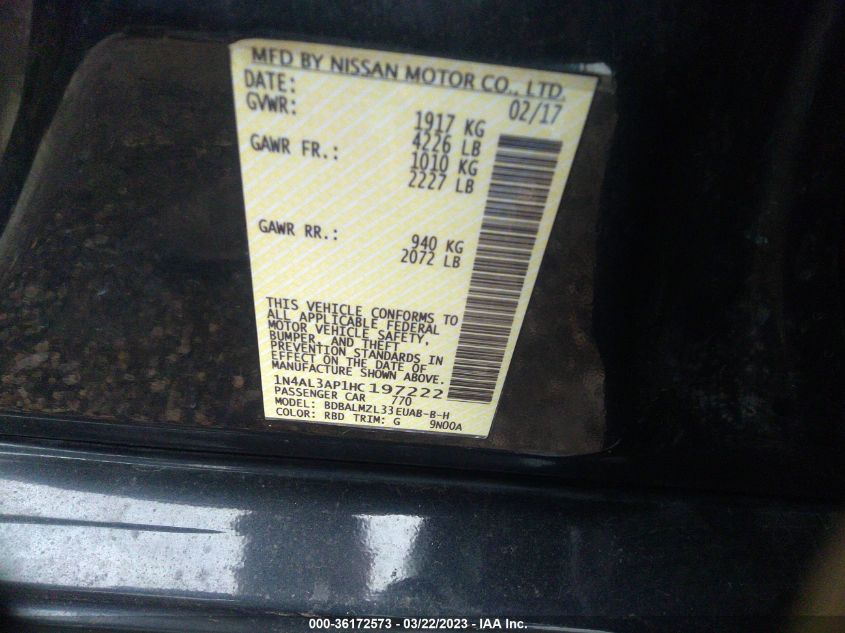 MFD BY NISSAN MOTOR CO., LTD.
DATE: 02/17
GVWR: 1917 KG
4226 LB
GAWR FR.: 1010 KG
2227 LB
GAWR RR.: 940 KG
2072 LB
THIS VEHICLE CONFORMS TO
ALL APPLICABLE FEDERAL
MOTOR VEHICLE SAFETY,
BUMPER, AND THEFT
PREVENTION STANDARDS IN
EFFECT ON THE DATE OF
MANUFACTURE SHOWN ABOVE.
1N4AL3AP1HC197222
PASSENGER CAR 770
MODEL: BDBALMZL33EUAB-B-H
COLOR: RBD TRIM: G 9N00A
000-36172573 - 03/22/2023 - IAA Inc.